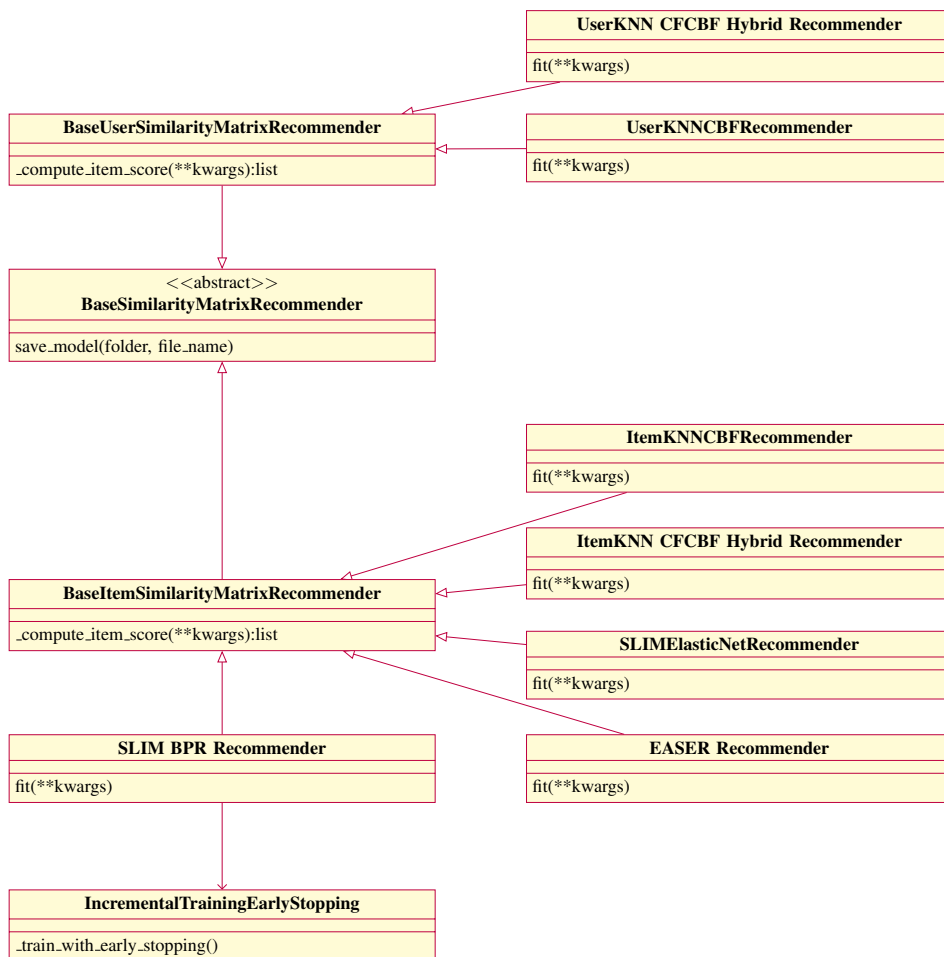 UserKNN CFCBF Hybrid Recommender
fit(**kwargs)
BaseUserSimilarityMatrixRecommender
_compute_item_score(**kwargs):list
UserKNNCBFRecommender
fit(**kwargs)
<<abstract>>
BaseSimilarityMatrixRecommender
save_model(folder, file_name)
ItemKNNCBFRecommender
fit(**kwargs)
ItemKNN CFCBF Hybrid Recommender
fit(**kwargs)
BaseItemSimilarityMatrixRecommender
_compute_item_score(**kwargs):list
SLIMElasticNetRecommender
fit(**kwargs)
SLIM BPR Recommender
fit(**kwargs)
EASER Recommender
fit(**kwargs)
IncrementalTrainingEarlyStopping
_train_with_early_stopping()